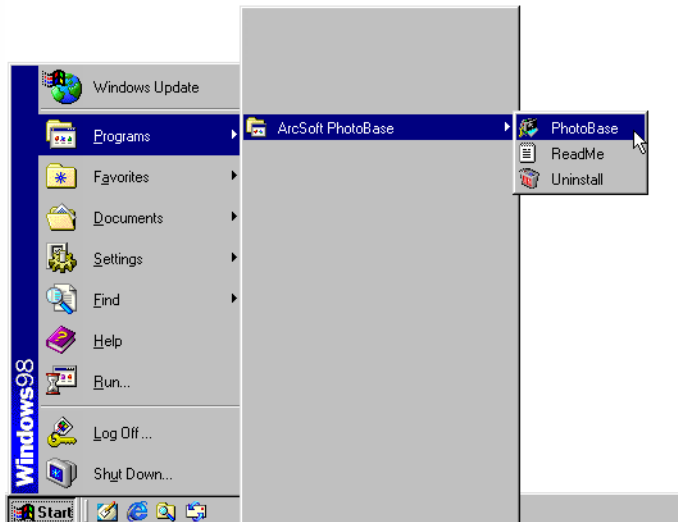 Windows Update
Programs
Favorites
Documents
Settings
Find
Help
Run...
Log Off...
Shut Down...
Windows98
Start
ArcSoft PhotoBase
PhotoBase
ReadMe
Uninstall